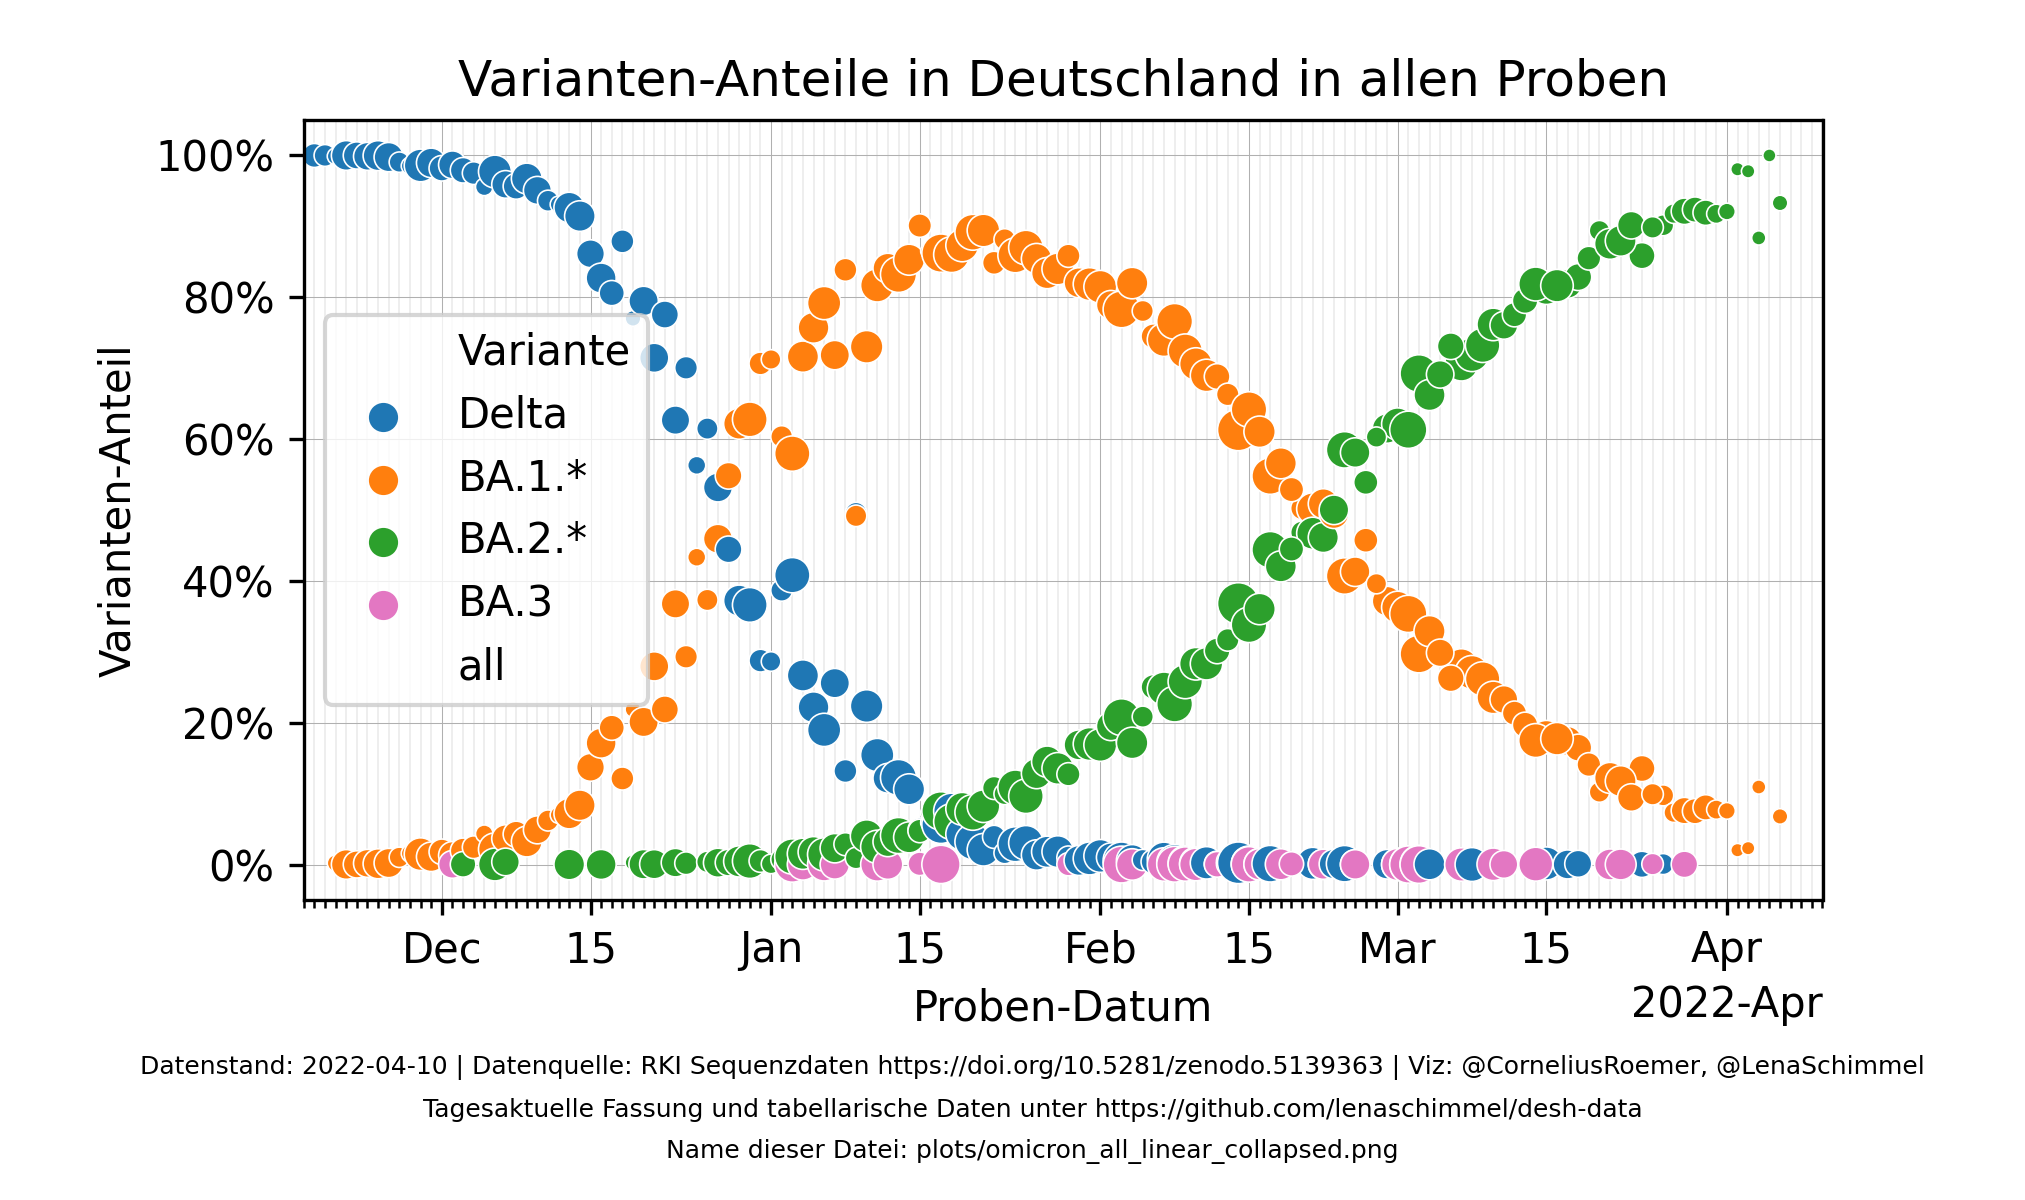 Varianten-Anteile in Deutschland in allen Proben
Varianten-Anteil
100%
80%
60%
40%
20%
0%
Variante
Delta
BA.1.*
BA.2.*
BA.3
all
Dec 15 Jan 15 Feb 15 Mar 15 Apr
2022-Apr
Proben-Datum
Datenstand: 2022-04-10 | Datenquelle: RKI Sequenzdaten https://doi.org/10.5281/zenodo.5139363 | Viz: @CorneliusRoemer, @LenaSchimmel
Tagesaktuelle Fassung und tabellarische Daten unter https://github.com/lenaschimmel/desh-data
Name dieser Datei: plots/omicron_all_linear_collapsed.png